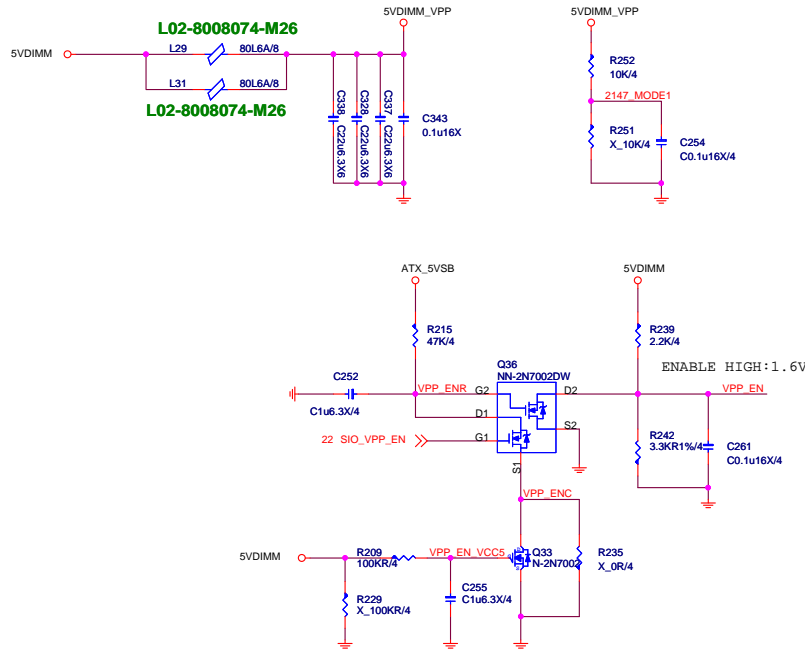 L02-8008074-M26
5VDIMM
L29
80L6A/8
L31
80L6A/8
L02-8008074-M26
5VDIMM_VPP
C338
C22u6.3X6
C328
C22u6.3X6
C337
C22u6.3X6
C343
0.1u16X
5VDIMM_VPP
R252
10K/4
2147_MODE1
R251
X_10K/4
C254
C0.1u16X/4
ATX_5VSB
R215
47K/4
C252
C1u6.3X/4
VPP_ENR
22 SIO_VPP_EN
Q36
NN-2N7002DW
G2
D1
G1
S1
D2
S2
5VDIMM
R239
2.2K/4
ENABLE HIGH:1.6V
VPP_EN
R242
3.3KR1%/4
C261
C0.1u16X/4
VPP_ENC
5VDIMM
R209
100KR/4
VPP_EN_VCC5
R229
X_100KR/4
C255
C1u6.3X/4
Q33
N-2N7002
R235
X_0R/4